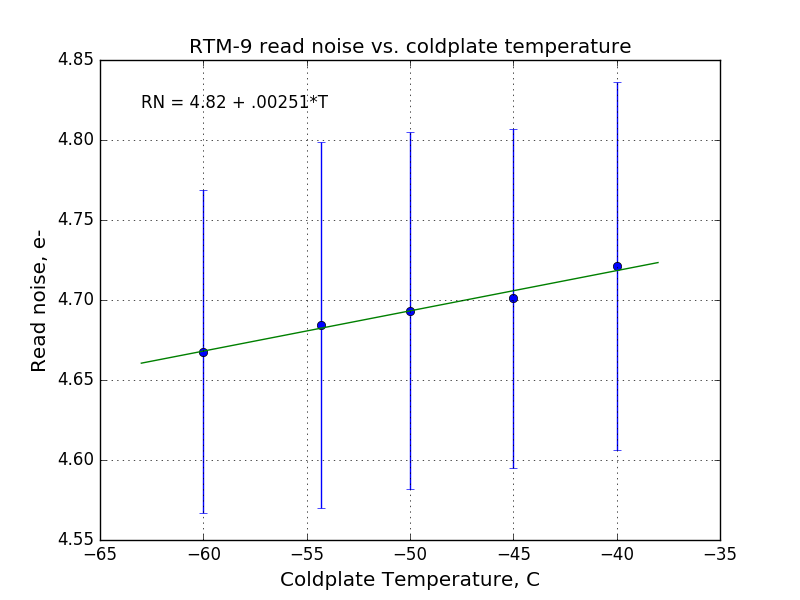 RTM-9 read noise vs. coldplate temperature
RN = 4.82 + .00251*T
4.85
4.80
4.75
4.70
4.65
4.60
4.55
Read noise, e-
−65 −60 −55 −50 −45 −40 −35
Coldplate Temperature, C